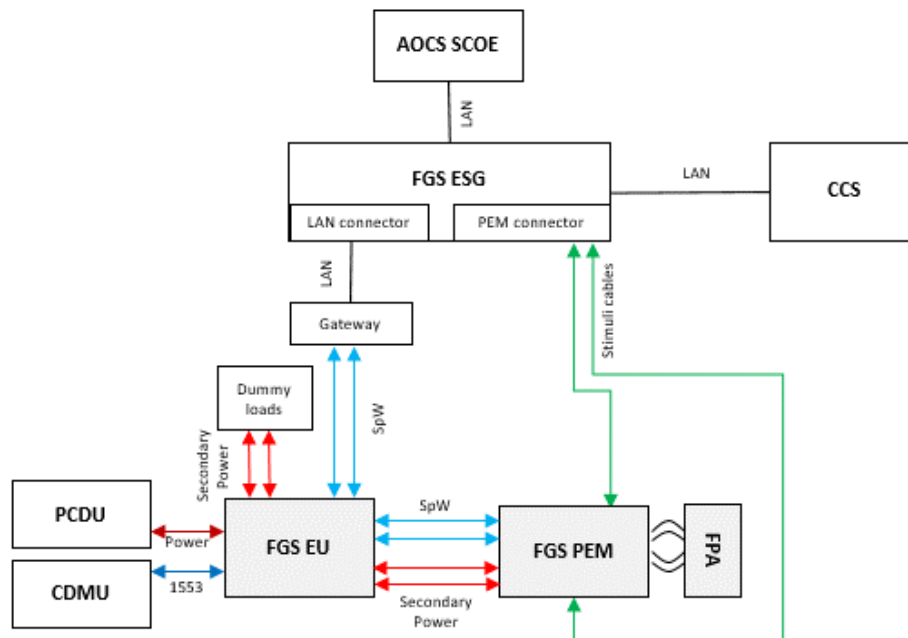 AOCS SCOE
LAN
FGS ESG
LAN connector
PEM connector
LAN
CCS
LAN
Stimuli cables
Gateway
Dummy
loads
SpW
Secondary
Power
PCDU
Power
FGS EU
SpW
FGS PEM
FPA
CDMU
1553
Secondary
Power